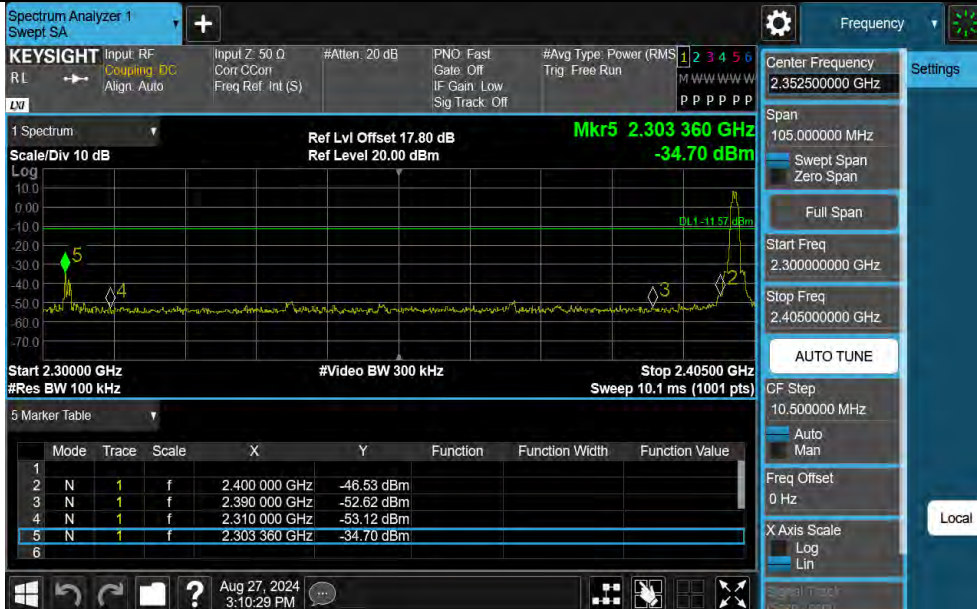 Spectrum Analyzer 1
Swept SA
+
Frequency
KEYSIGHT
RL
LXI
Input: RF
Coupling: DC
Align: Auto
Input Z: 50 Ω
Corr CCorr
Freq Ref: Int (S)
#Atten: 20 dB
PNO: Fast
Gate: Off
IF Gain: Low
Sig Track: Off
#Avg Type: Power (RMS
Trig: Free Run
1 2 3 4 5 6
M W W W W W
P P P P P P
1 Spectrum
Scale/Div 10 dB
Log
Ref Lvl Offset 17.80 dB
Ref Level 20.00 dBm
Mkr5 2.303 360 GHz
-34.70 dBm
10.0
0.00
-10.0
-20.0
-30.0
-40.0
-50.0
-60.0
-70.0
DL1 -11.57 dBm
5
4
3
2
Start 2.30000 GHz
#Res BW 100 kHz
#Video BW 300 kHz
Stop 2.40500 GHz
Sweep 10.1 ms (1001 pts)
5 Marker Table
Mode Trace Scale X Y Function Function Width Function Value
1
2 N 1 f 2.400 000 GHz -46.53 dBm
3 N 1 f 2.390 000 GHz -52.62 dBm
4 N 1 f 2.310 000 GHz -53.12 dBm
5 N 1 f 2.303 360 GHz -34.70 dBm
6
?
Aug 27, 2024
3:10:29 PM
Center Frequency
2.352500000 GHz
Span
105.000000 MHz
Swept Span
Zero Span
Full Span
Start Freq
2.300000000 GHz
Stop Freq
2.405000000 GHz
AUTO TUNE
CF Step
10.500000 MHz
Auto
Man
Freq Offset
0 Hz
X Axis Scale
Log
Lin
Signal Track
Settings
Local